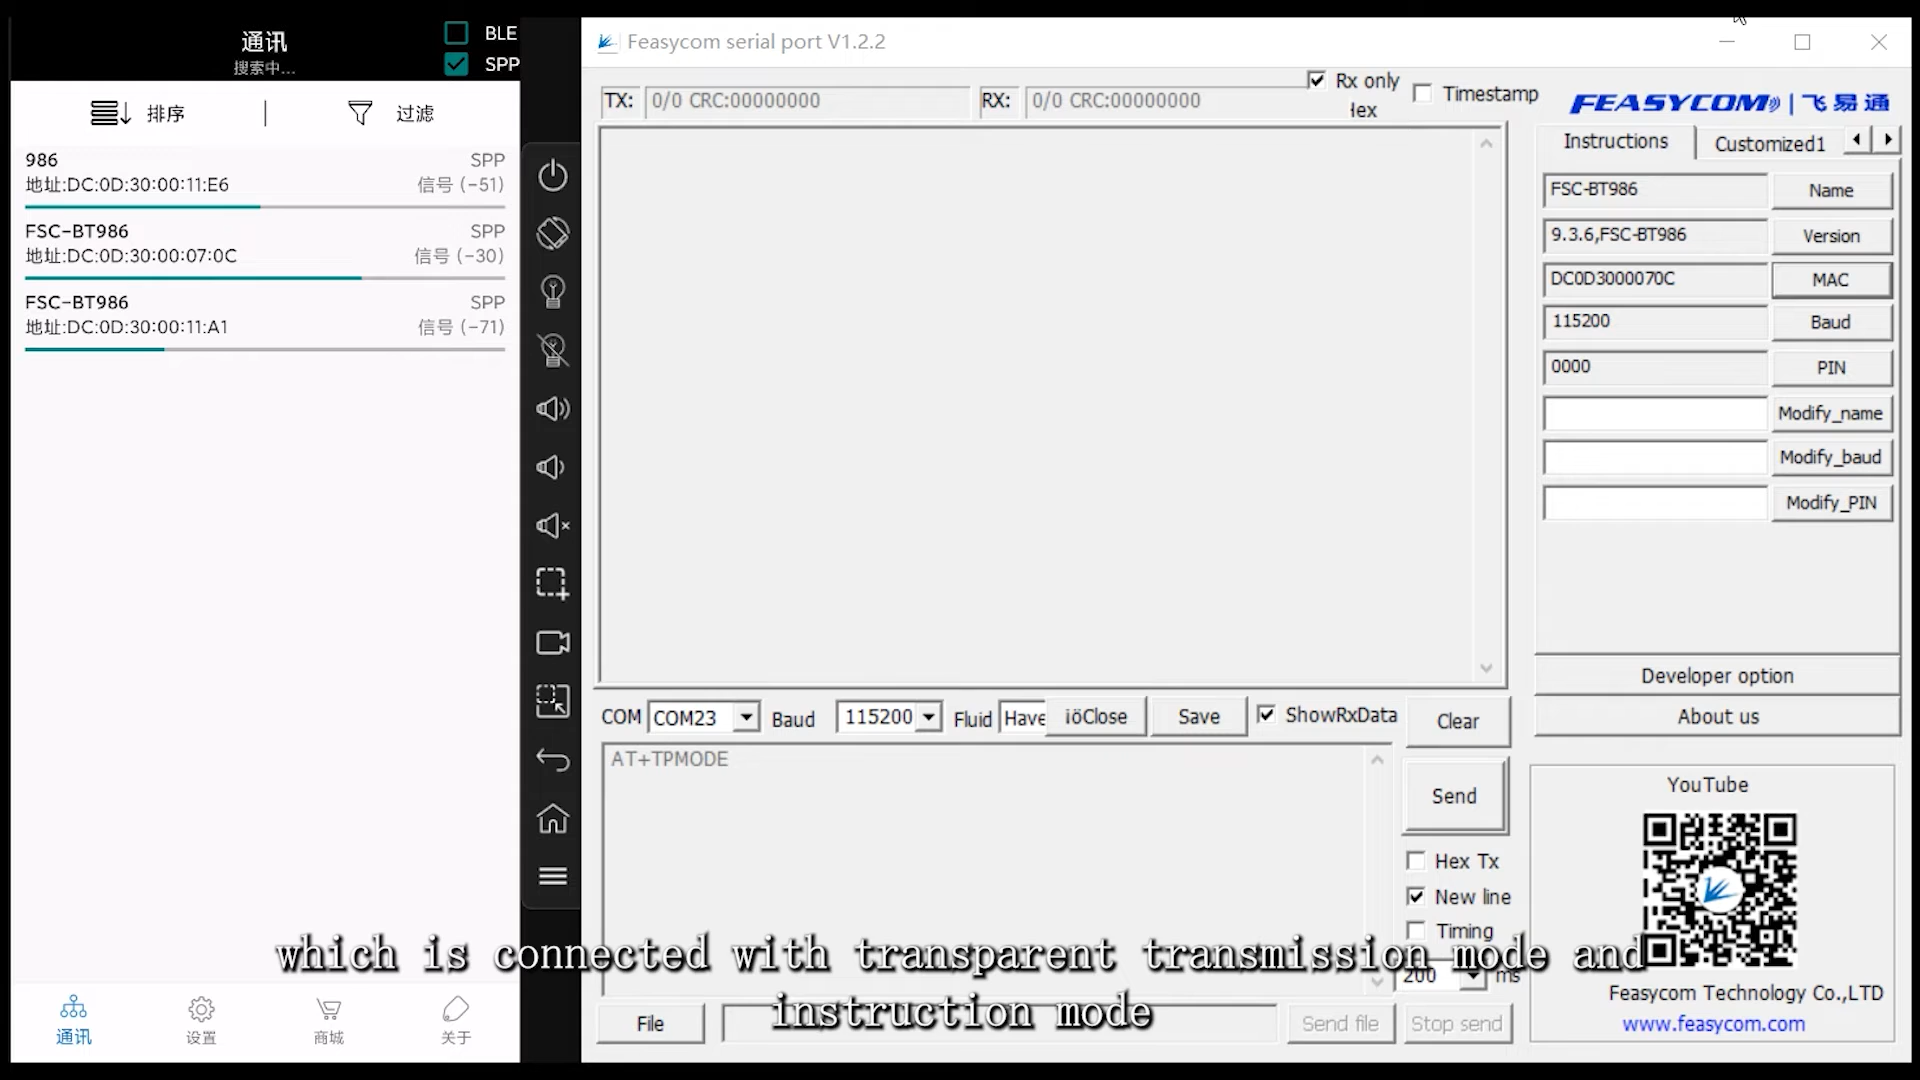 通讯
搜索中...
BLE
SPP
排序
过滤
986 SPP
地址:DC:0D:30:00:11:E6 信号 (-51)
FSC-BT986 SPP
地址:DC:0D:30:00:07:0C 信号 (-30)
FSC-BT986 SPP
地址:DC:0D:30:00:11:A1 信号 (-71)
通讯
设置
商城
关于
Feasycom serial port V1.2.2
TX: 0/0 CRC:00000000
RX: 0/0 CRC:00000000
Rx only
Timestamp
FEASYCOM | 飞易通
Instructions
Customized1
FSC-BT986 Name
9.3.6,FSC-BT986 Version
DC0D3000070C MAC
115200 Baud
0000 PIN
Modify_name
Modify_baud
Modify_PIN
Developer option
About us
COM COM23 Baud 115200 Fluid Have iöClose Save ShowRxData Clear
AT+TPMODE
Send
Hex Tx
New line
Timing
200 ms
File
Send file
Stop send
YouTube
Feasycom Technology Co.,LTD
www.feasycom.com
which is connected with transparent transmission mode and
instruction mode